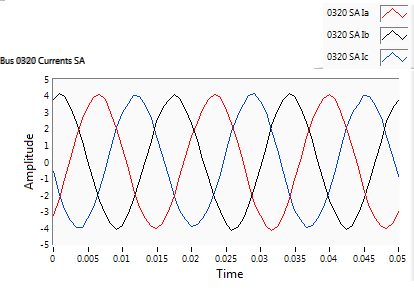 0320 SA Ia
0320 SA Ib
0320 SA Ic
Bus 0320 Currents SA
Amplitude
5
4
3
2
1
0
-1
-2
-3
-4
-5
0 0.005 0.01 0.015 0.02 0.025 0.03 0.035 0.04 0.045 0.05
Time